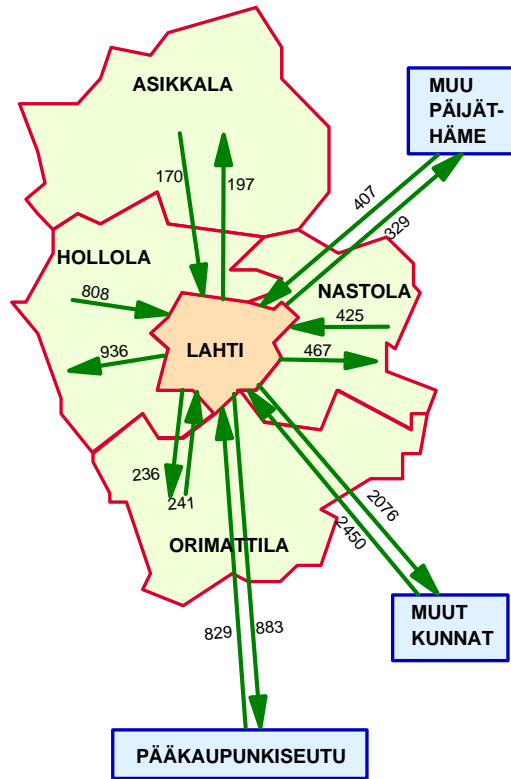 ASIKKALA
MUU
PÄIJÄT-
HÄME
170
197
407
329
HOLLOLA
NASTOLA
808
425
LAHTI
936
467
236
241
2076
2450
ORIMATTILA
829
883
MUUT
KUNNAT
PÄÄKAUPUNKISEUTU